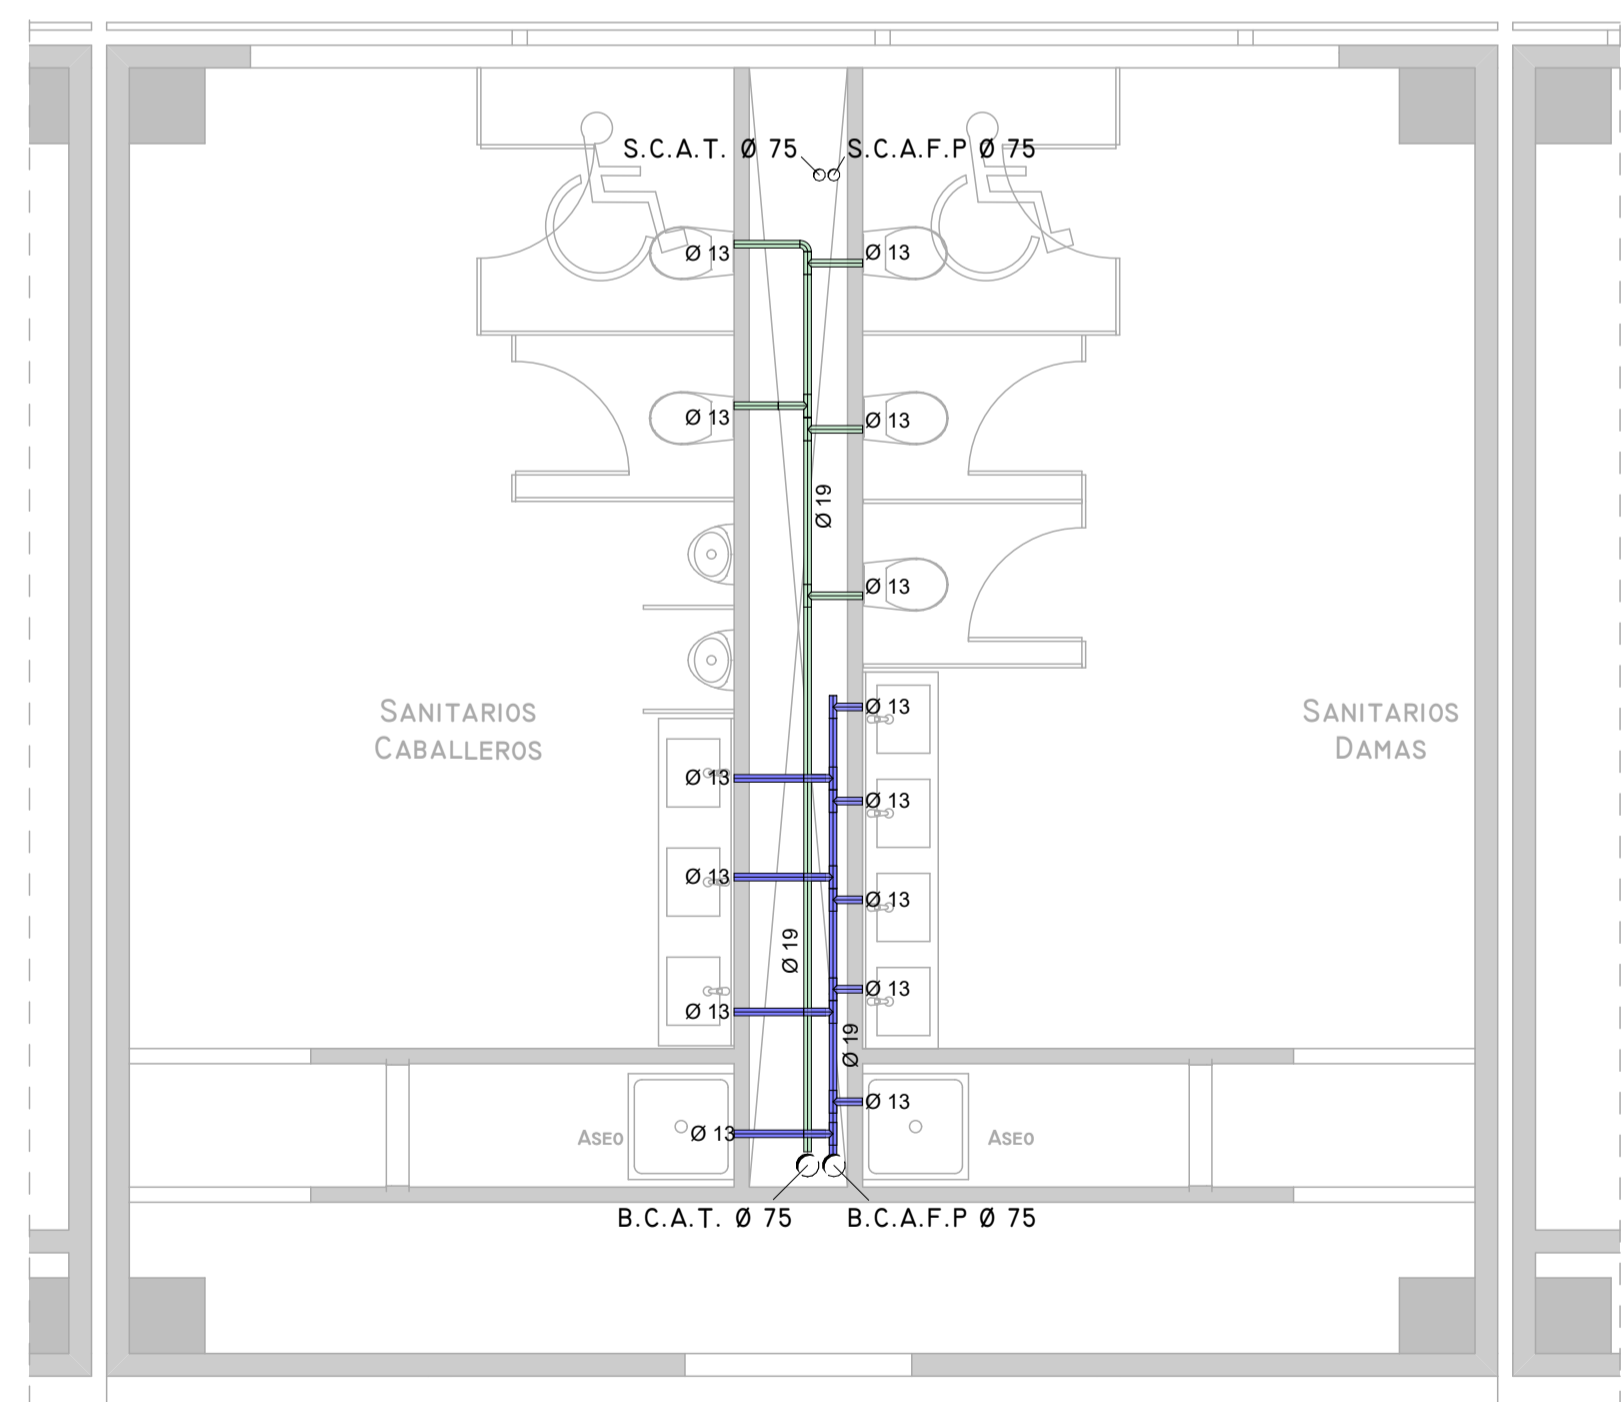 S.C.A.T. Ø 75
S.C.A.F.P Ø 75
Ø 13
Ø 13
Ø 13
Ø 13
Ø 19
Ø 13
SANITARIOS
CABALLEROS
Ø 13
SANITARIOS
DAMAS
Ø 13
Ø 13
Ø 13
Ø 13
Ø 19
Ø 13
Ø 13
Ø 19
Ø 13
Ø 13
ASEO
ASEO
B.C.A.T. Ø 75
B.C.A.F.P Ø 75